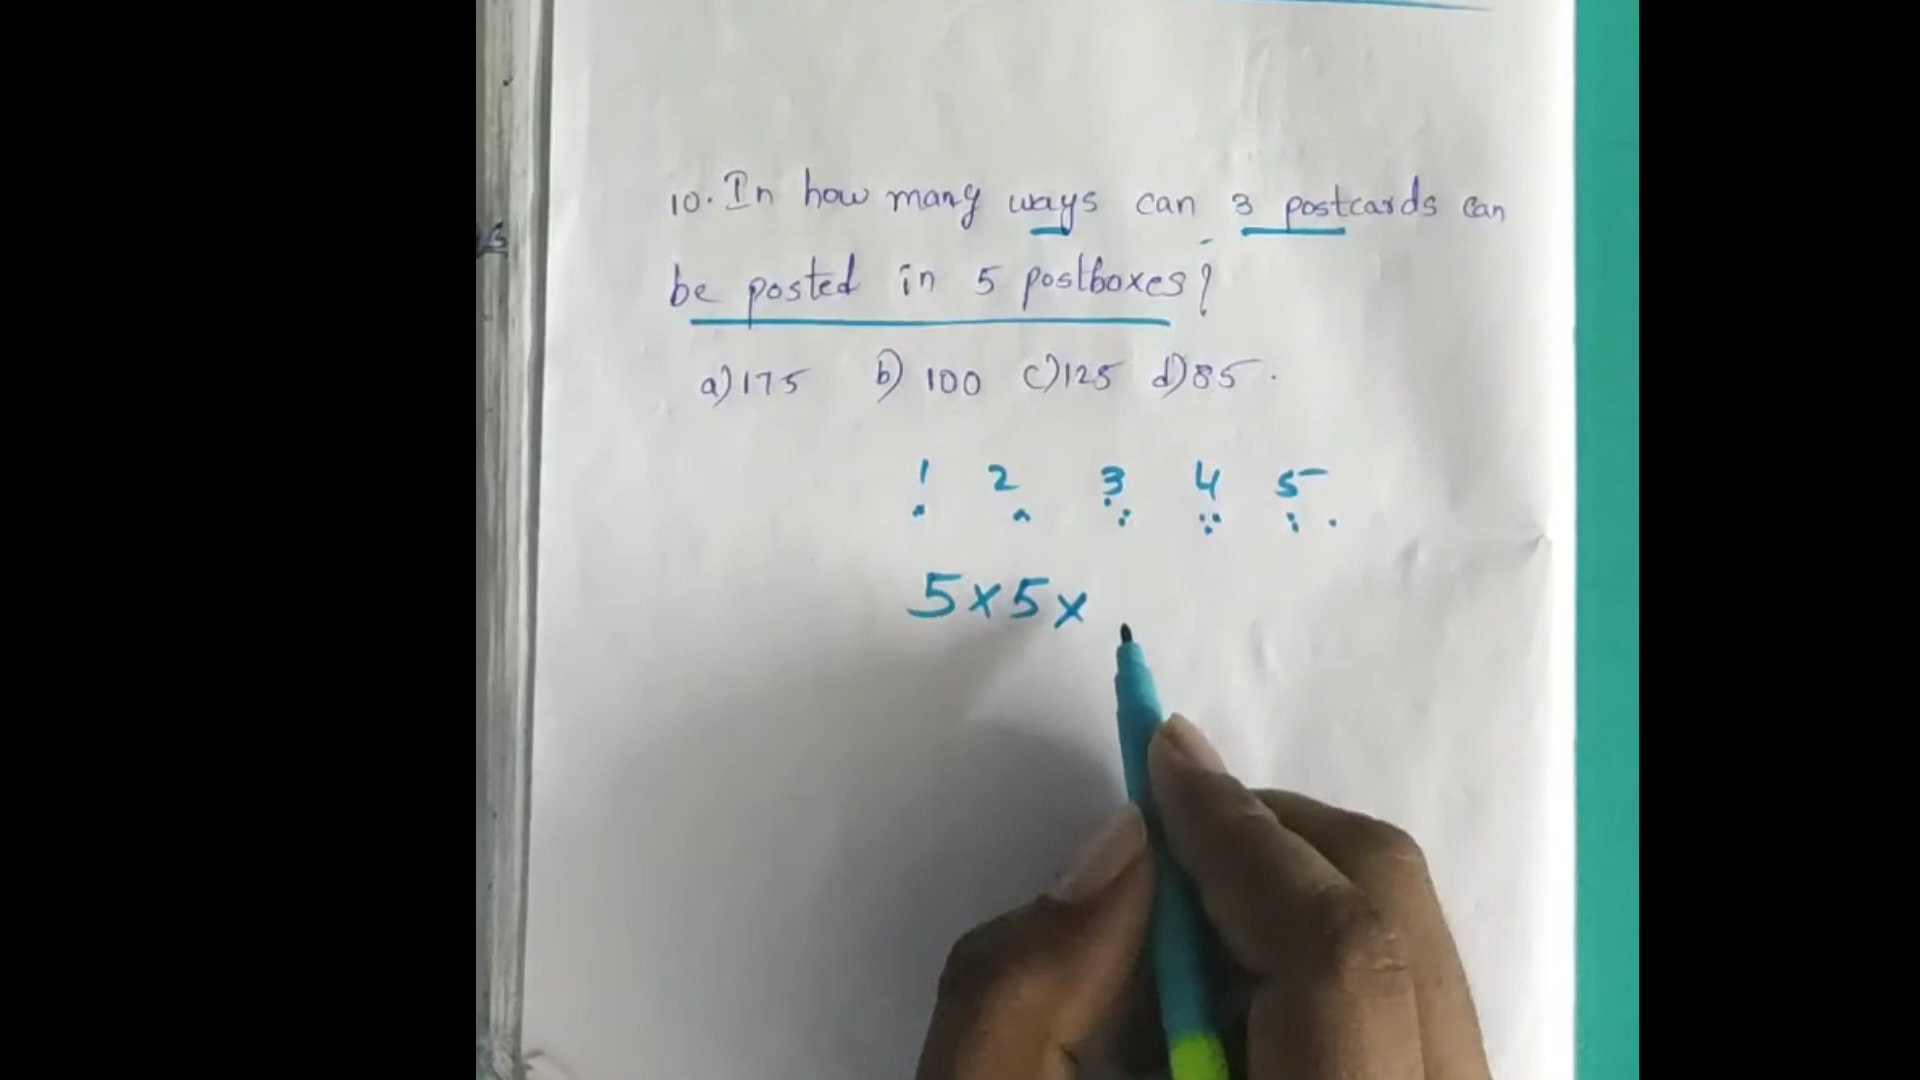 10. In how many ways can 3 postcards can
be posted in 5 postboxes?
a) 175 b) 100 c) 125 d) 85.
1 2 3 4 5
5×5×